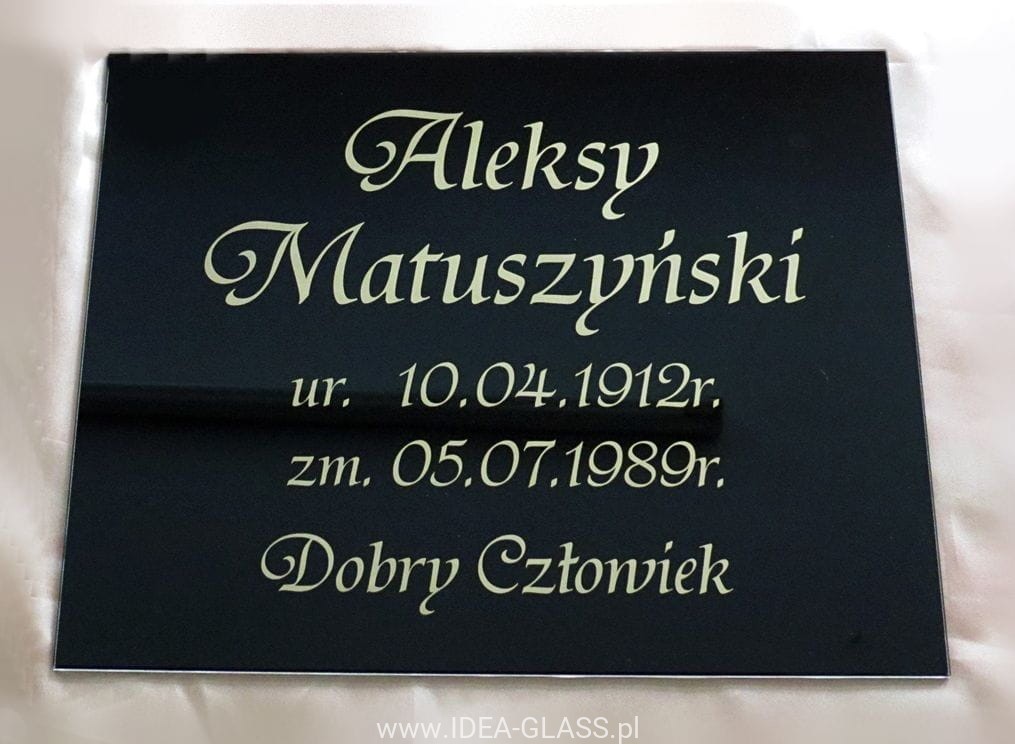 Aleksy
Matuszyński
ur. 10.04.1912r.
zm. 05.07.1989r.
Dobry Człowiek
www.IDEA-GLASS.pl